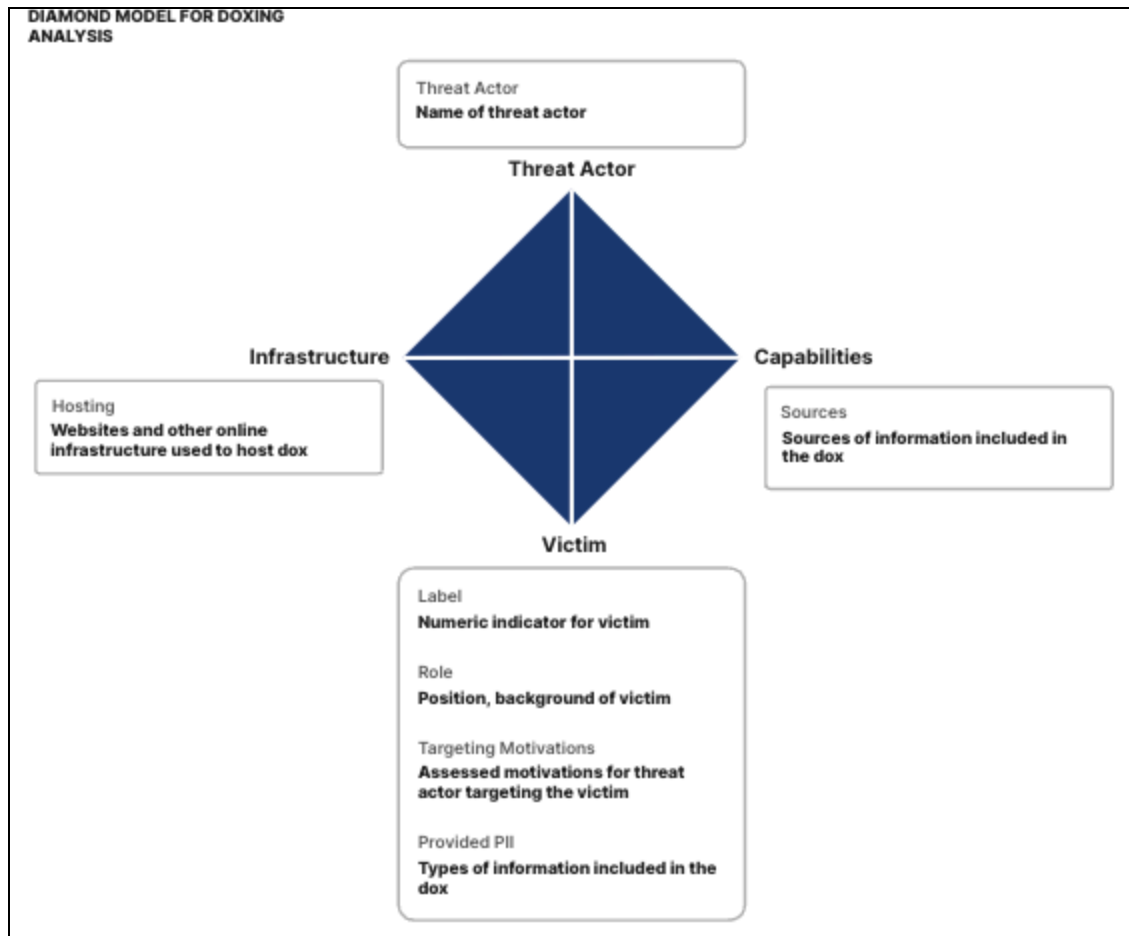 DIAMOND MODEL FOR DOXING
ANALYSIS
Threat Actor
Name of threat actor
Threat Actor
Infrastructure
Capabilities
Hosting
Websites and other online
infrastructure used to host dox
Sources
Sources of information included in
the dox
Victim
Label
Numeric indicator for victim
Role
Position, background of victim
Targeting Motivations
Assessed motivations for threat
actor targeting the victim
Provided PII
Types of information included in the
dox